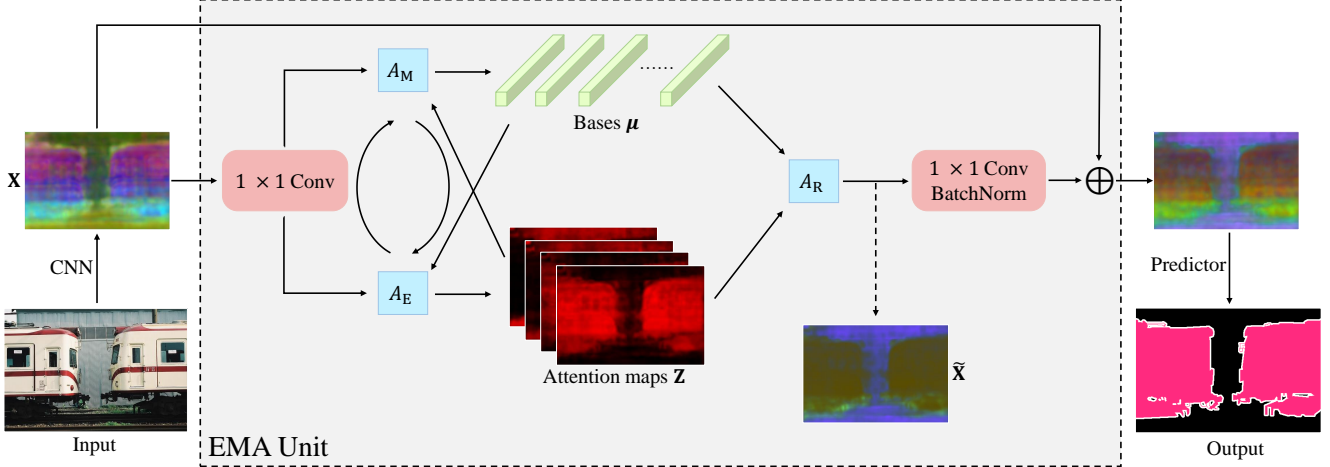 A_M
Bases μ
......
X
1 × 1 Conv
A_R
1 × 1 Conv
BatchNorm
CNN
A_E
Predictor
X̃
Attention maps Z
Input
EMA Unit
Output